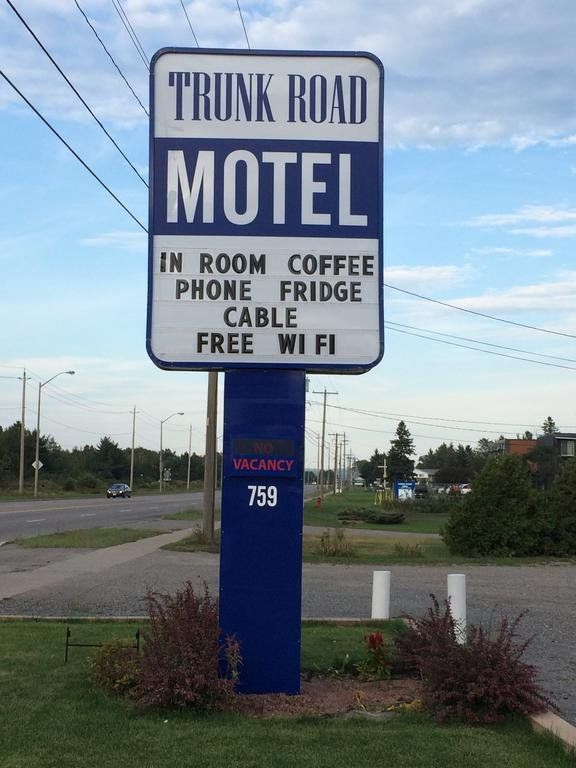 TRUNK ROAD
MOTEL
IN ROOM COFFEE
PHONE FRIDGE
CABLE
FREE WI FI
NO
VACANCY
759